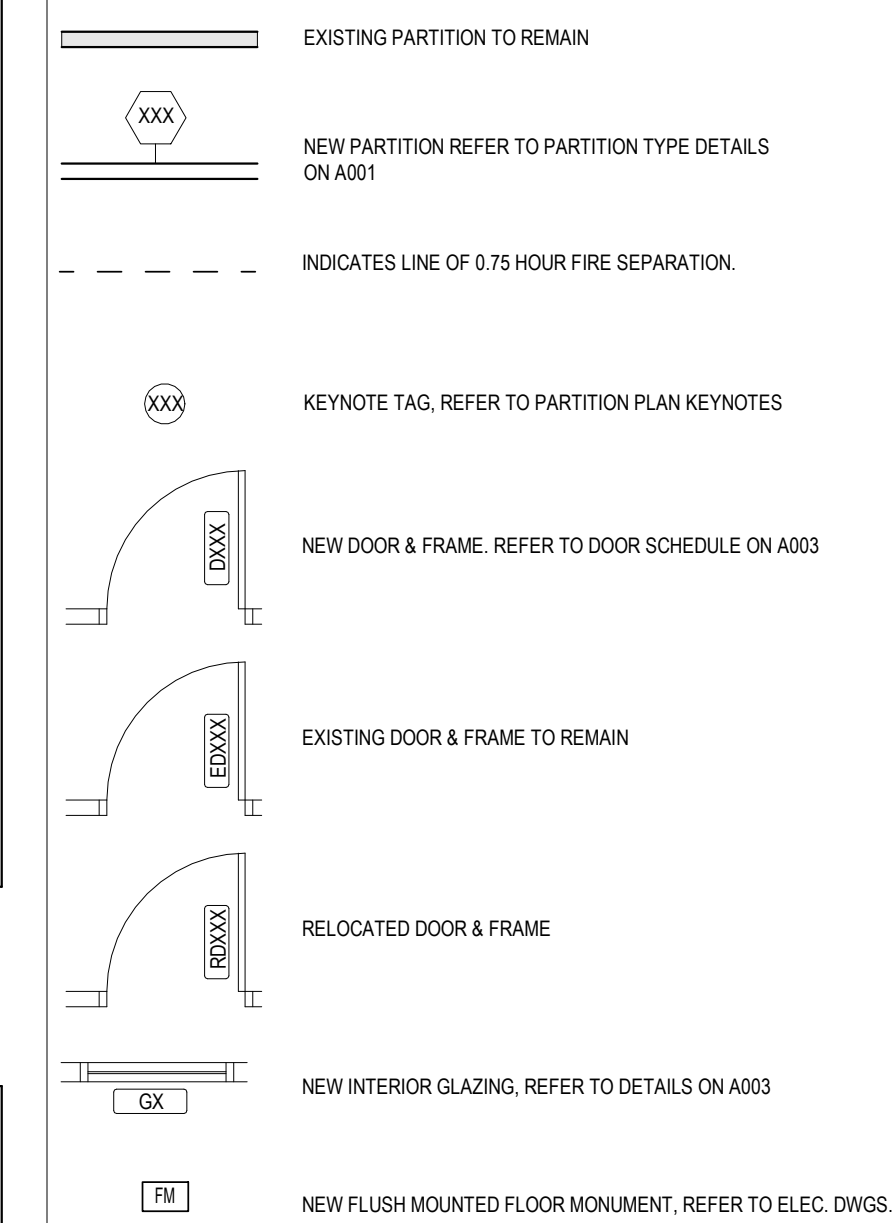 EXISTING PARTITION TO REMAIN
XXX
NEW PARTITION REFER TO PARTITION TYPE DETAILS
ON A001
INDICATES LINE OF 0.75 HOUR FIRE SEPARATION.
XXX
KEYNOTE TAG, REFER TO PARTITION PLAN KEYNOTES
DXXX
NEW DOOR & FRAME. REFER TO DOOR SCHEDULE ON A003
EDXXX
EXISTING DOOR & FRAME TO REMAIN
RDXXX
RELOCATED DOOR & FRAME
GX
NEW INTERIOR GLAZING, REFER TO DETAILS ON A003
FM
NEW FLUSH MOUNTED FLOOR MONUMENT, REFER TO ELEC. DWGS.